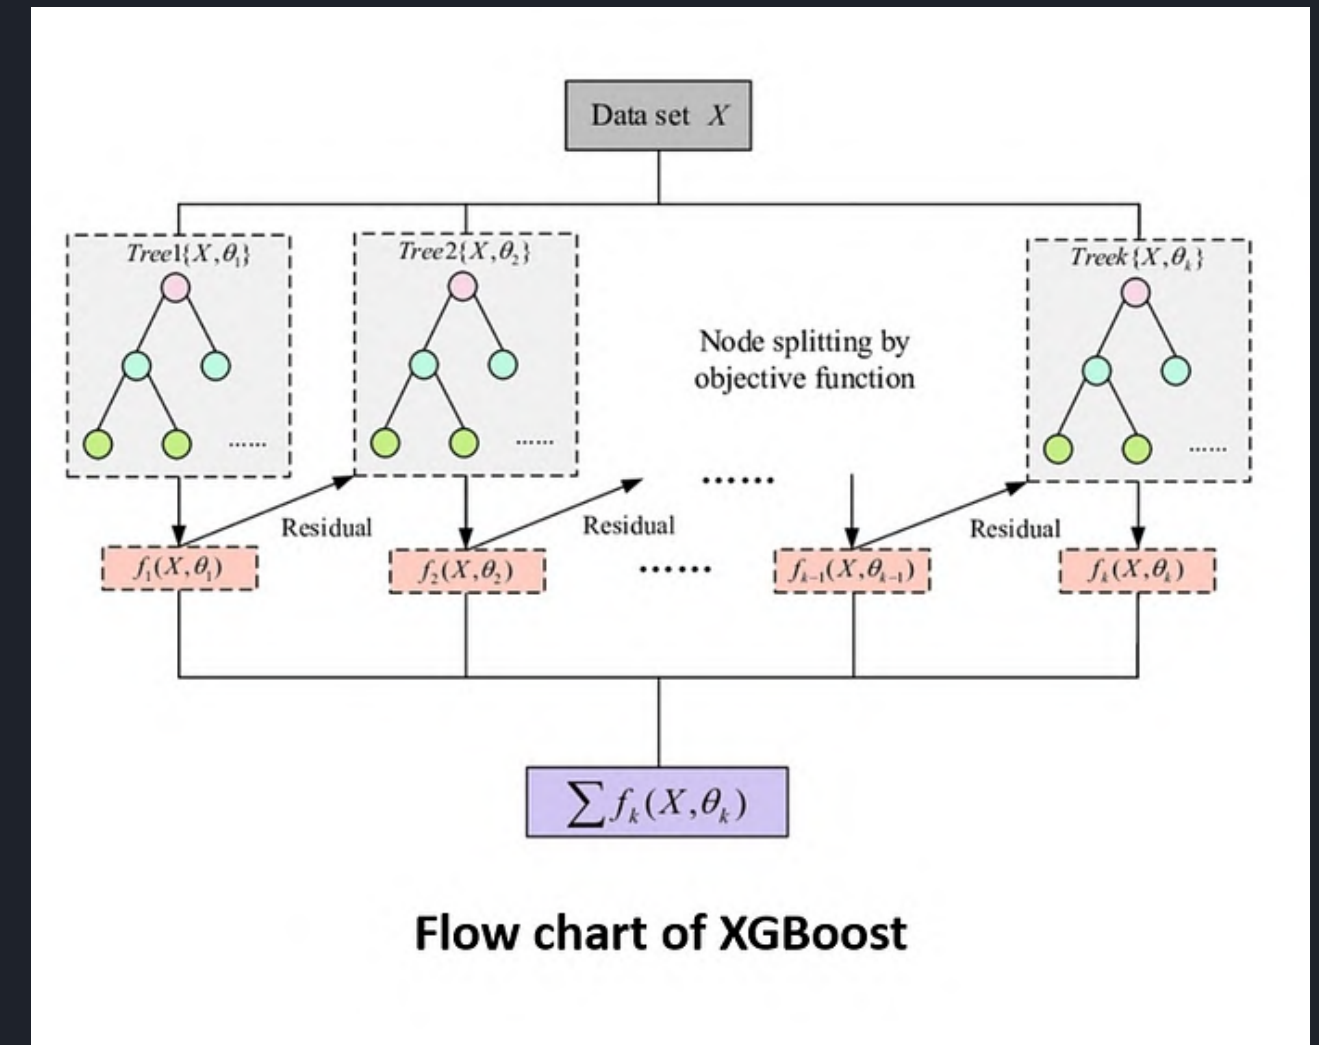 Data set X
Tree1{X,θ₁}
Tree2{X,θ₂}
Treek{X,θₖ}
Node splitting by
objective function
......
......
......
......
Residual
Residual
Residual
f₁(X,θ₁)
f₂(X,θ₂)
......
fₖ₋₁(X,θₖ₋₁)
fₖ(X,θₖ)
∑fₖ(X,θₖ)
Flow chart of XGBoost